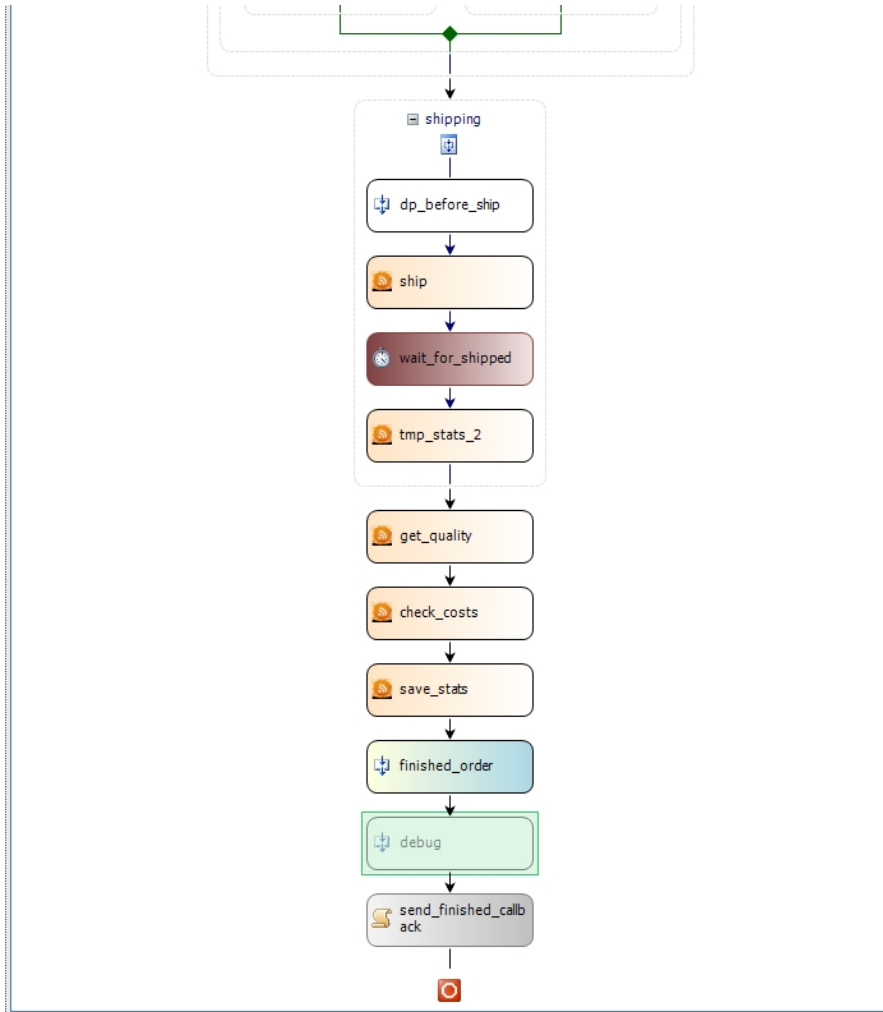 shipping
dp_before_ship
ship
wait_for_shipped
tmp_stats_2
get_quality
check_costs
save_stats
finished_order
debug
send_finished_callb
ack